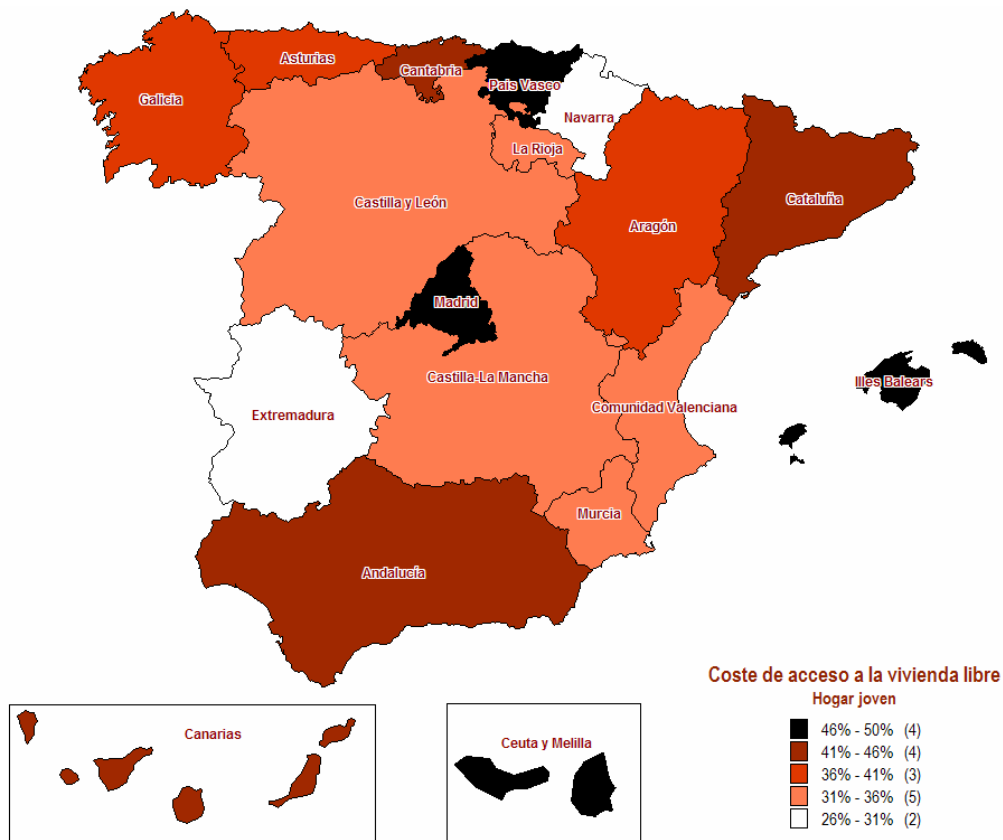 Asturias
Cantabria
Pais Vasco
Galicia
Navarra
La Rioja
Castilla y León
Cataluña
Aragón
Madrid
Castilla-La Mancha
Illes Balears
Comunidad Valenciana
Extremadura
Murcia
Andalucía
Coste de acceso a la vivienda libre
Hogar joven
46% - 50% (4)
41% - 46% (4)
36% - 41% (3)
31% - 36% (5)
26% - 31% (2)
Canarias
Ceuta y Melilla